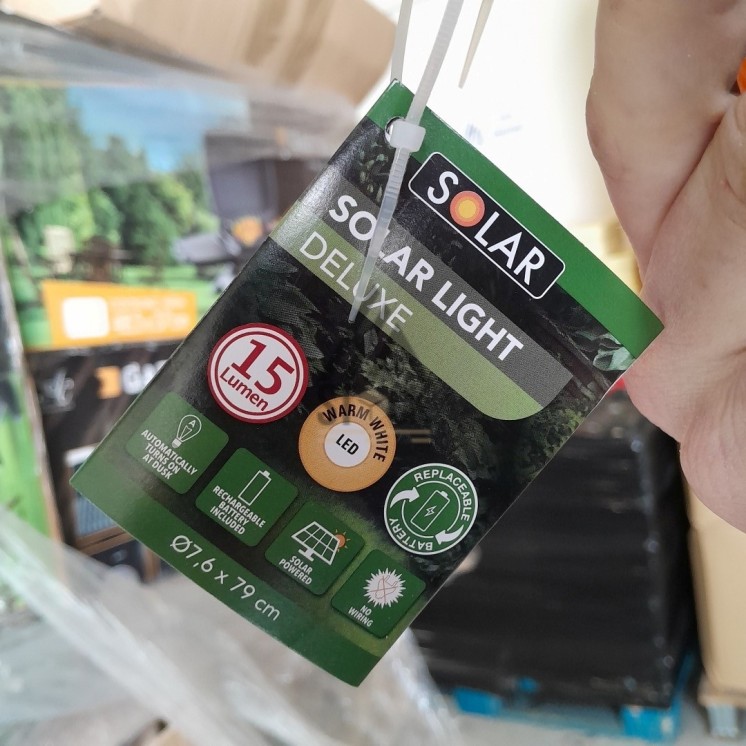 SOLAR
SOLAR LIGHT
DELUXE
15
Lumen
WARM WHITE
LED
REPLACEABLE
BATTERY
AUTOMATICALLY
TURNS ON
AT DUSK
RECHARGEABLE
BATTERY
INCLUDED
SOLAR
POWERED
NO
WIRING
Ø7,6 x 79 cm